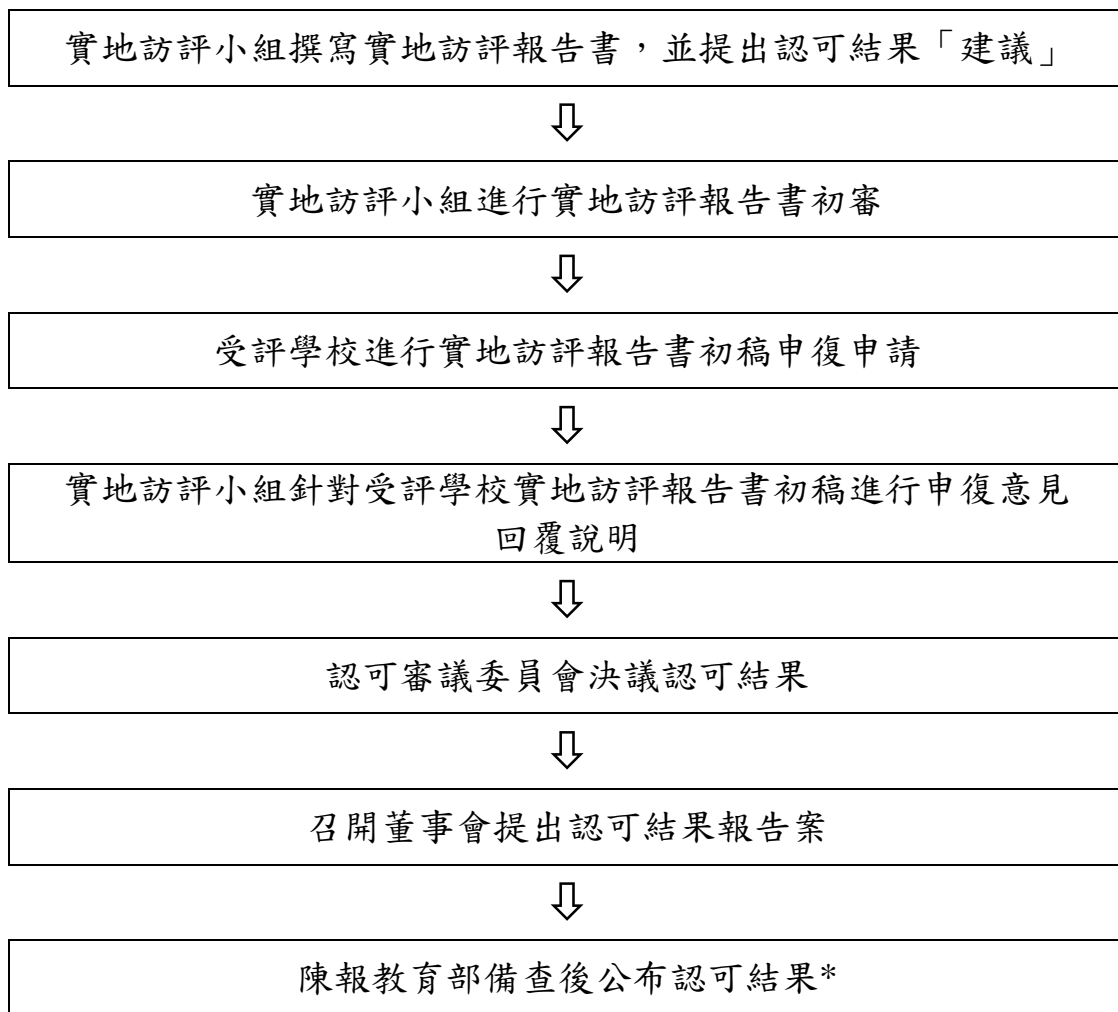 實地訪評小組撰寫實地訪評報告書，並提出認可結果「建議」
⇩
實地訪評小組進行實地訪評報告書初審
⇩
受評學校進行實地訪評報告書初稿申復申請
⇩
實地訪評小組針對受評學校實地訪評報告書初稿進行申復意見
回覆說明
⇩
認可審議委員會決議認可結果
⇩
召開董事會提出認可結果報告案
⇩
陳報教育部備查後公布認可結果*